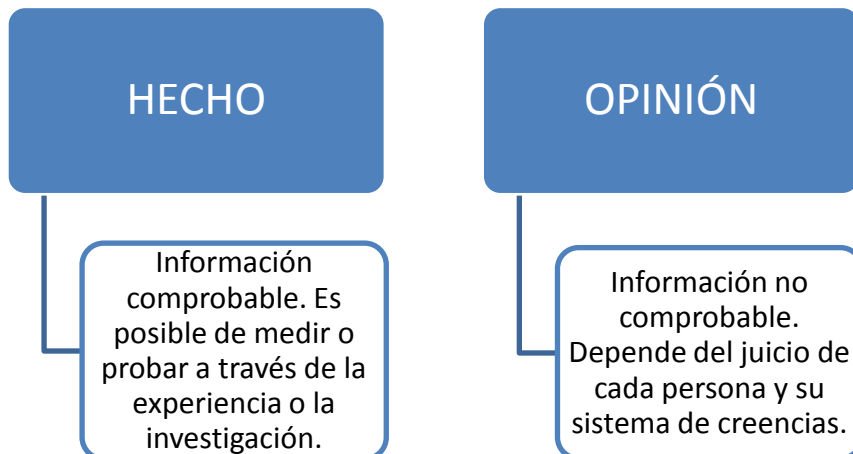 HECHO
Información
comprobable. Es
posible de medir o
probar a través de la
experiencia o la
investigación.
OPINIÓN
Información no
comprobable.
Depende del juicio de
cada persona y su
sistema de creencias.